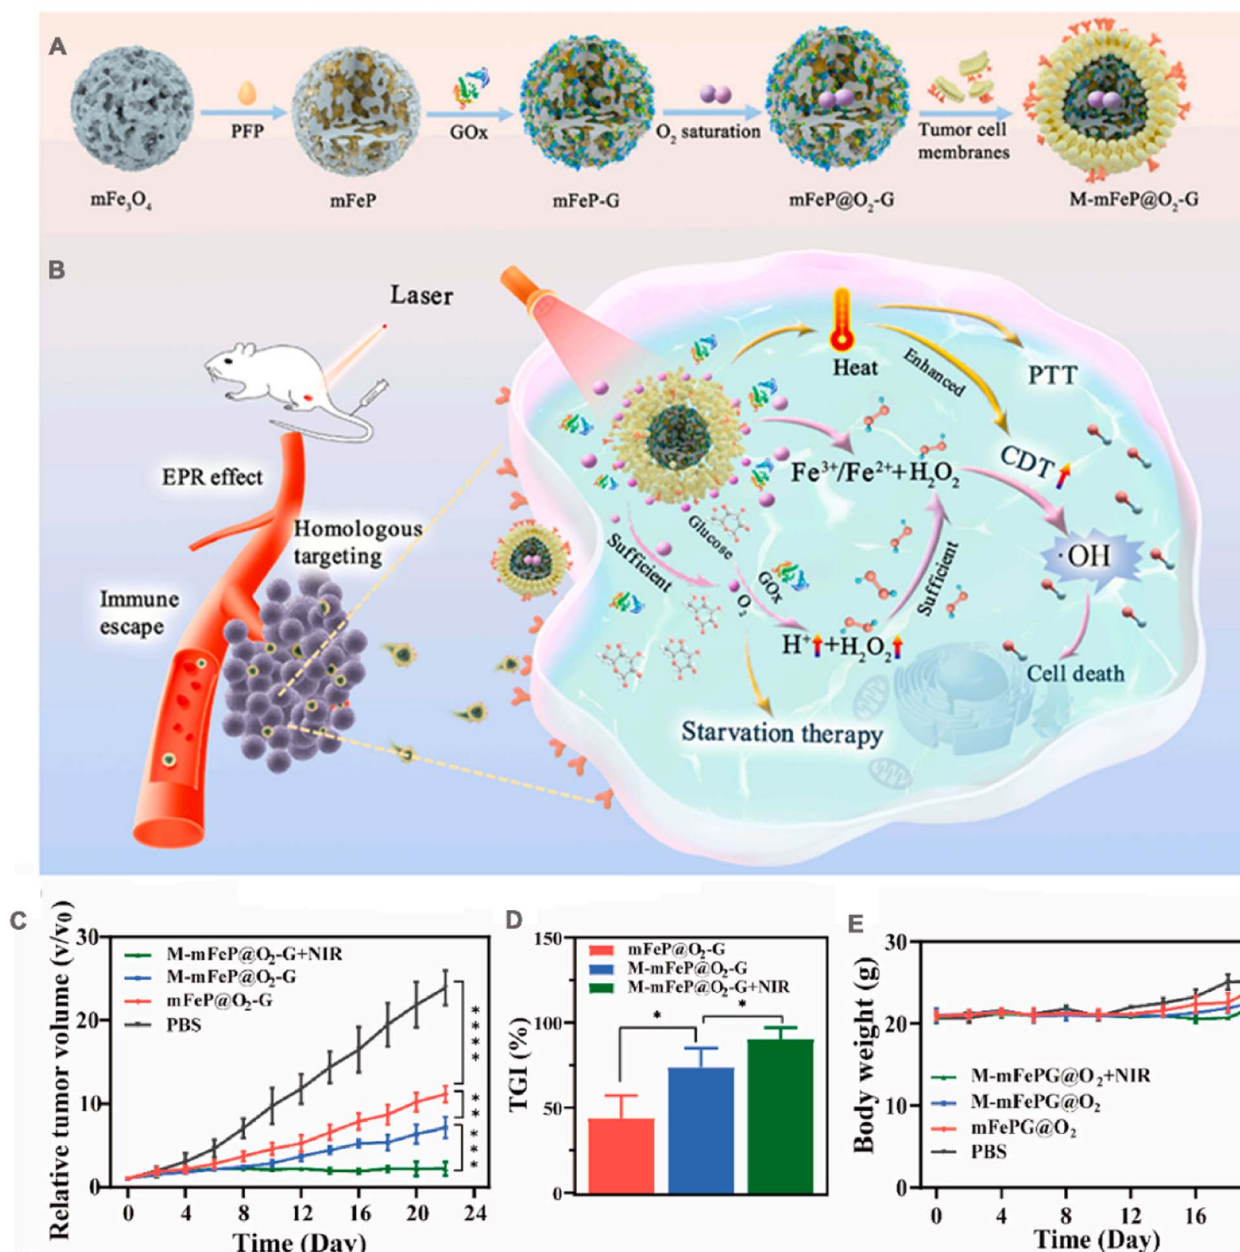 A
PFP
GOx
O₂ saturation
Tumor cell
membranes
mFe₃O₄
mFeP
mFeP-G
mFeP@O₂-G
M-mFeP@O₂-G
B
Laser
EPR effect
Homologous
targeting
Immune
escape
Heat
Enhanced
PTT
CDT
Fe³⁺/Fe²⁺+H₂O₂
Glucose
Sufficient
GOx
O₂
Sufficient
·OH
H⁺ +H₂O₂
Cell death
Starvation therapy
C
Relative tumor volume (v/v₀)
30
20
10
0
M-mFeP@O₂-G+NIR
M-mFeP@O₂-G
mFeP@O₂-G
PBS
****
**
***
0 4 8 12 16 20 24
Time (Day)
D
TGI (%)
150
100
50
0
mFeP@O₂-G
M-mFeP@O₂-G
M-mFeP@O₂-G+NIR
*
*
E
Body weight (g)
30
20
10
0
M-mFePG@O₂+NIR
M-mFePG@O₂
mFePG@O₂
PBS
0 4 8 12 16
Time (Day)